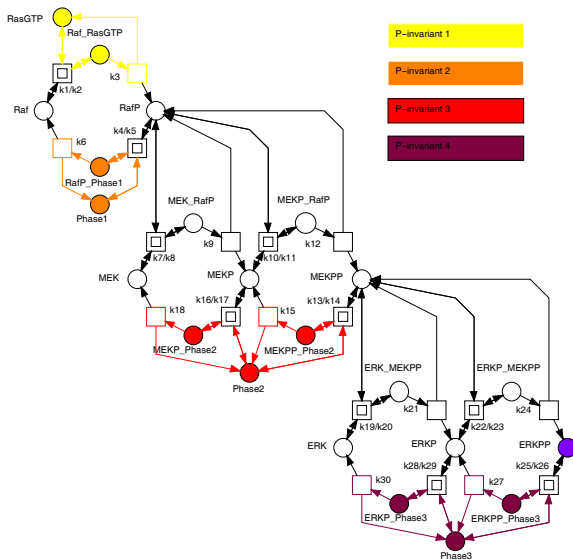 RasGTP
Raf_RasGTP
P-invariant 1
k3
k1/k2
P-invariant 2
Raf
RafP
P-invariant 3
k4/k5
k6
P-invariant 4
RafP_Phase1
MEK_RafP
MEKP_RafP
Phase1
k9
k12
k7/k8
k10/k11
MEK
MEKP
MEKPP
k16/k17
k13/k14
k18
k15
MEKP_Phase2
MEKPP_Phase2
ERK_MEKPP
ERKP_MEKPP
Phase2
k21
k24
k19/k20
k22/k23
ERK
ERKP
ERKPP
k28/k29
k25/k26
k30
k27
ERKP_Phase3
ERKPP_Phase3
Phase3